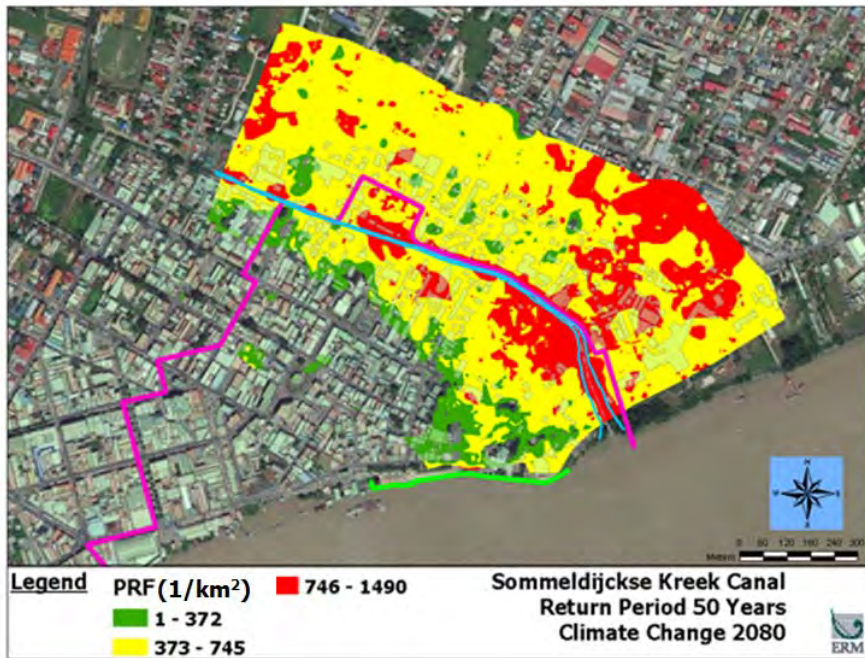 N
W
E
S
0 60 120 180 240 300
Meters
Legend
PRF(1/km²)
746 - 1490
1 - 372
373 - 745
Sommeldijckse Kreek Canal
Return Period 50 Years
Climate Change 2080
ERM